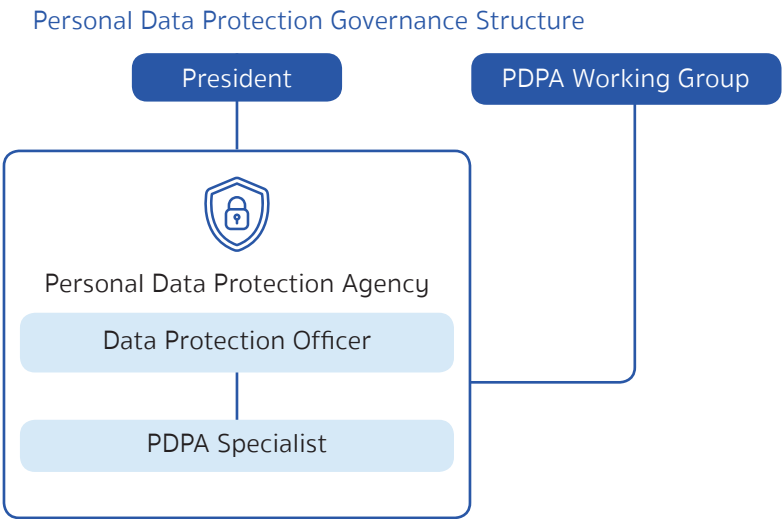 Personal Data Protection Governance Structure
President
PDPA Working Group
Personal Data Protection Agency
Data Protection Officer
PDPA Specialist